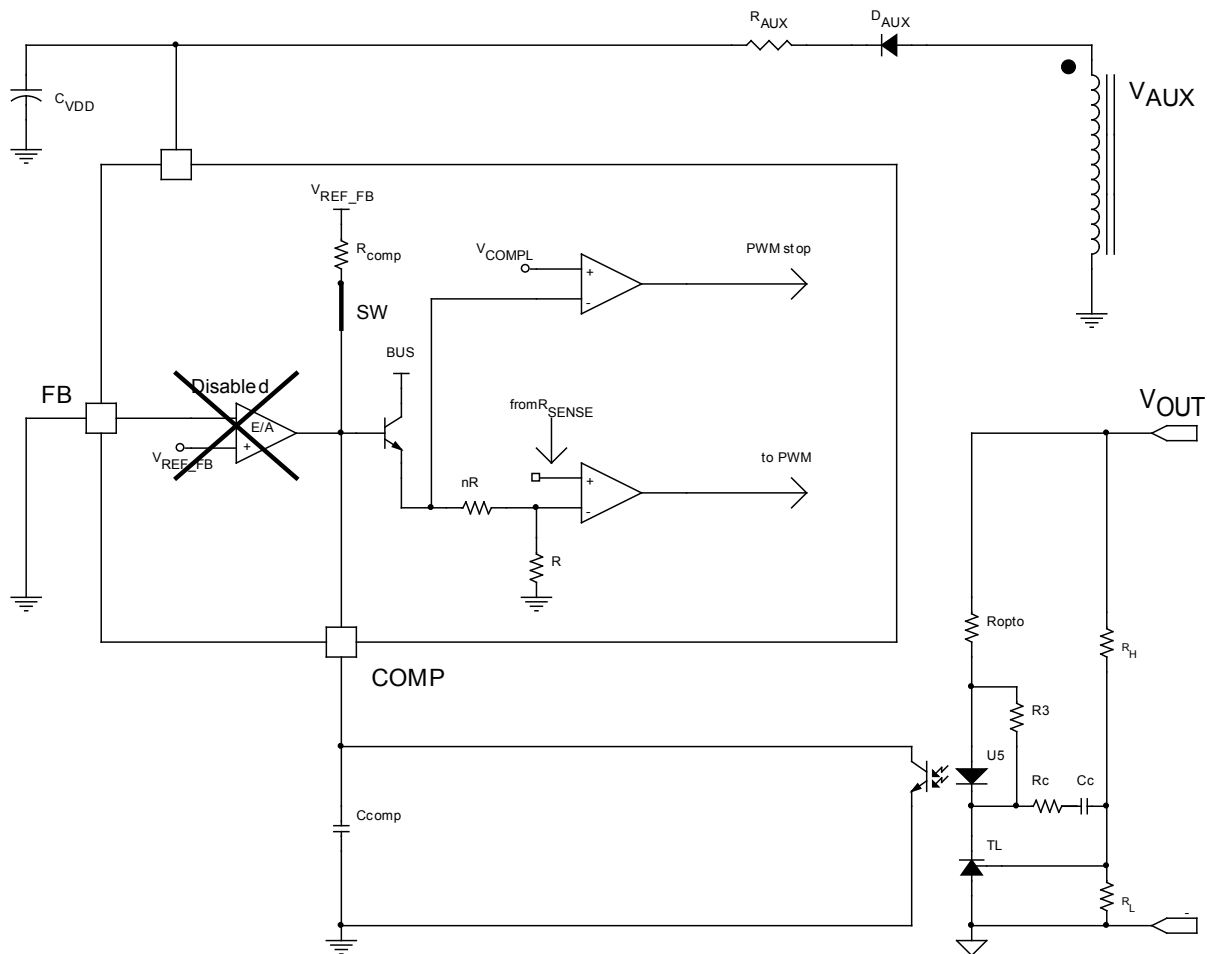 RAUX
DAUX
CVDD
VAUX
VREF_FB
Rcomp
VCOMPL
+
-
PWM stop
SW
BUS
FB
Disabled
E/A
+
VREF_FB
fromRSENSE
+
-
to PWM
nR
R
VOUT
COMP
Ropto
RH
R3
U5
Rc
Cc
Ccomp
TL
RL
-